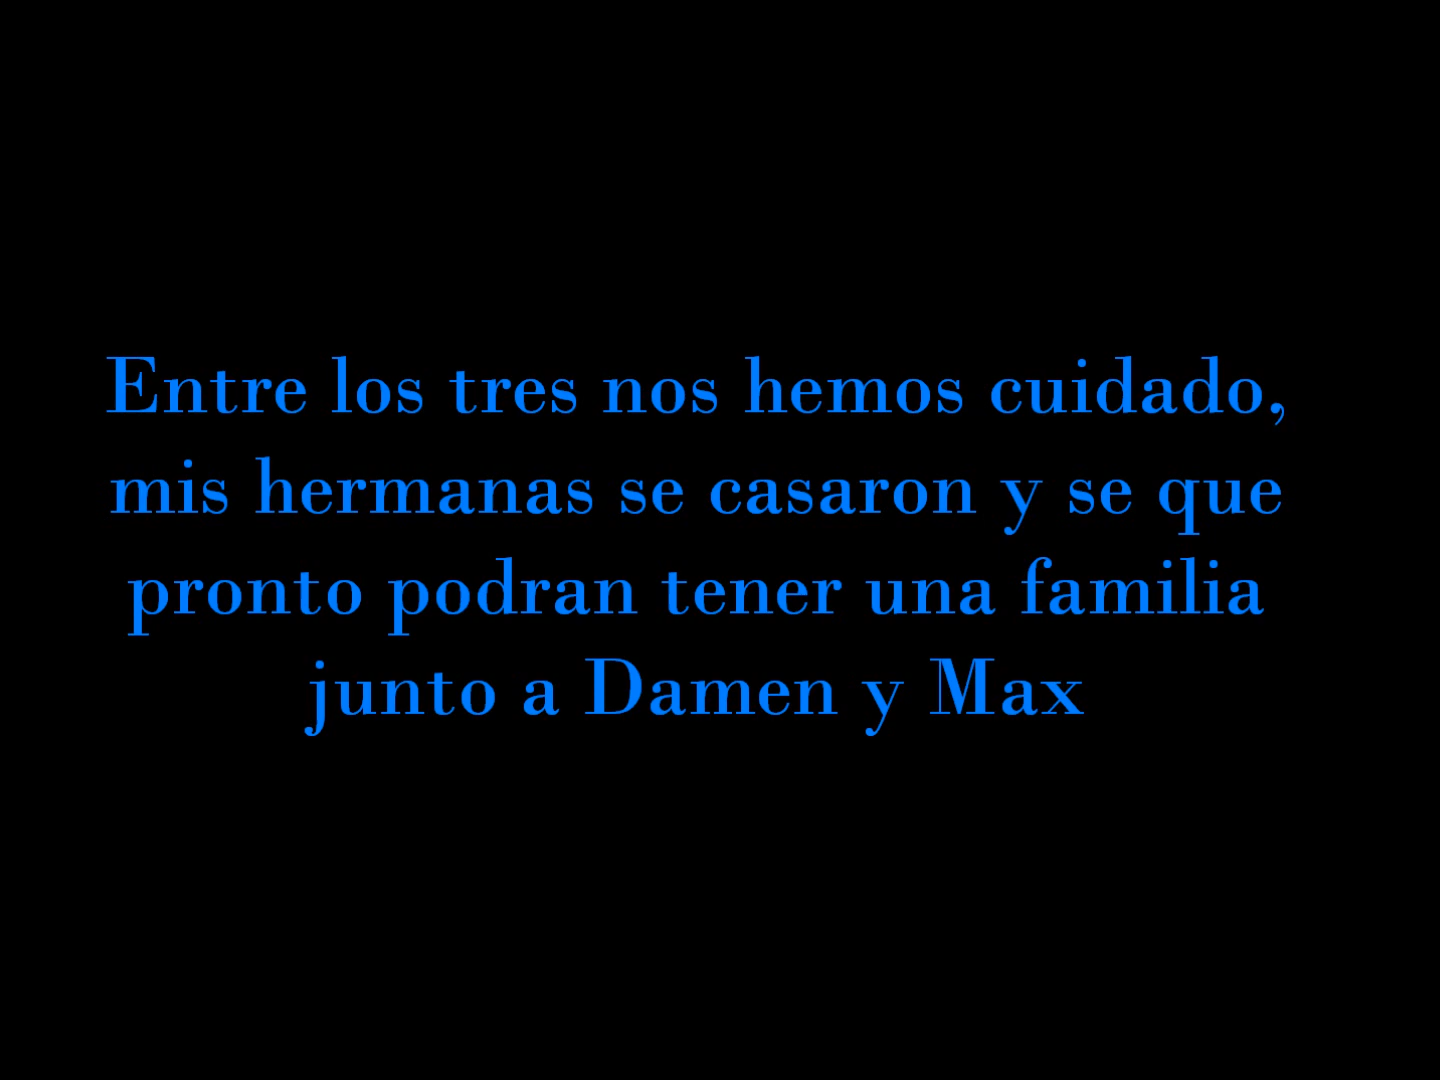 Entre los tres nos hemos cuidado,
mis hermanas se casaron y se que
pronto podran tener una familia
junto a Damen y Max